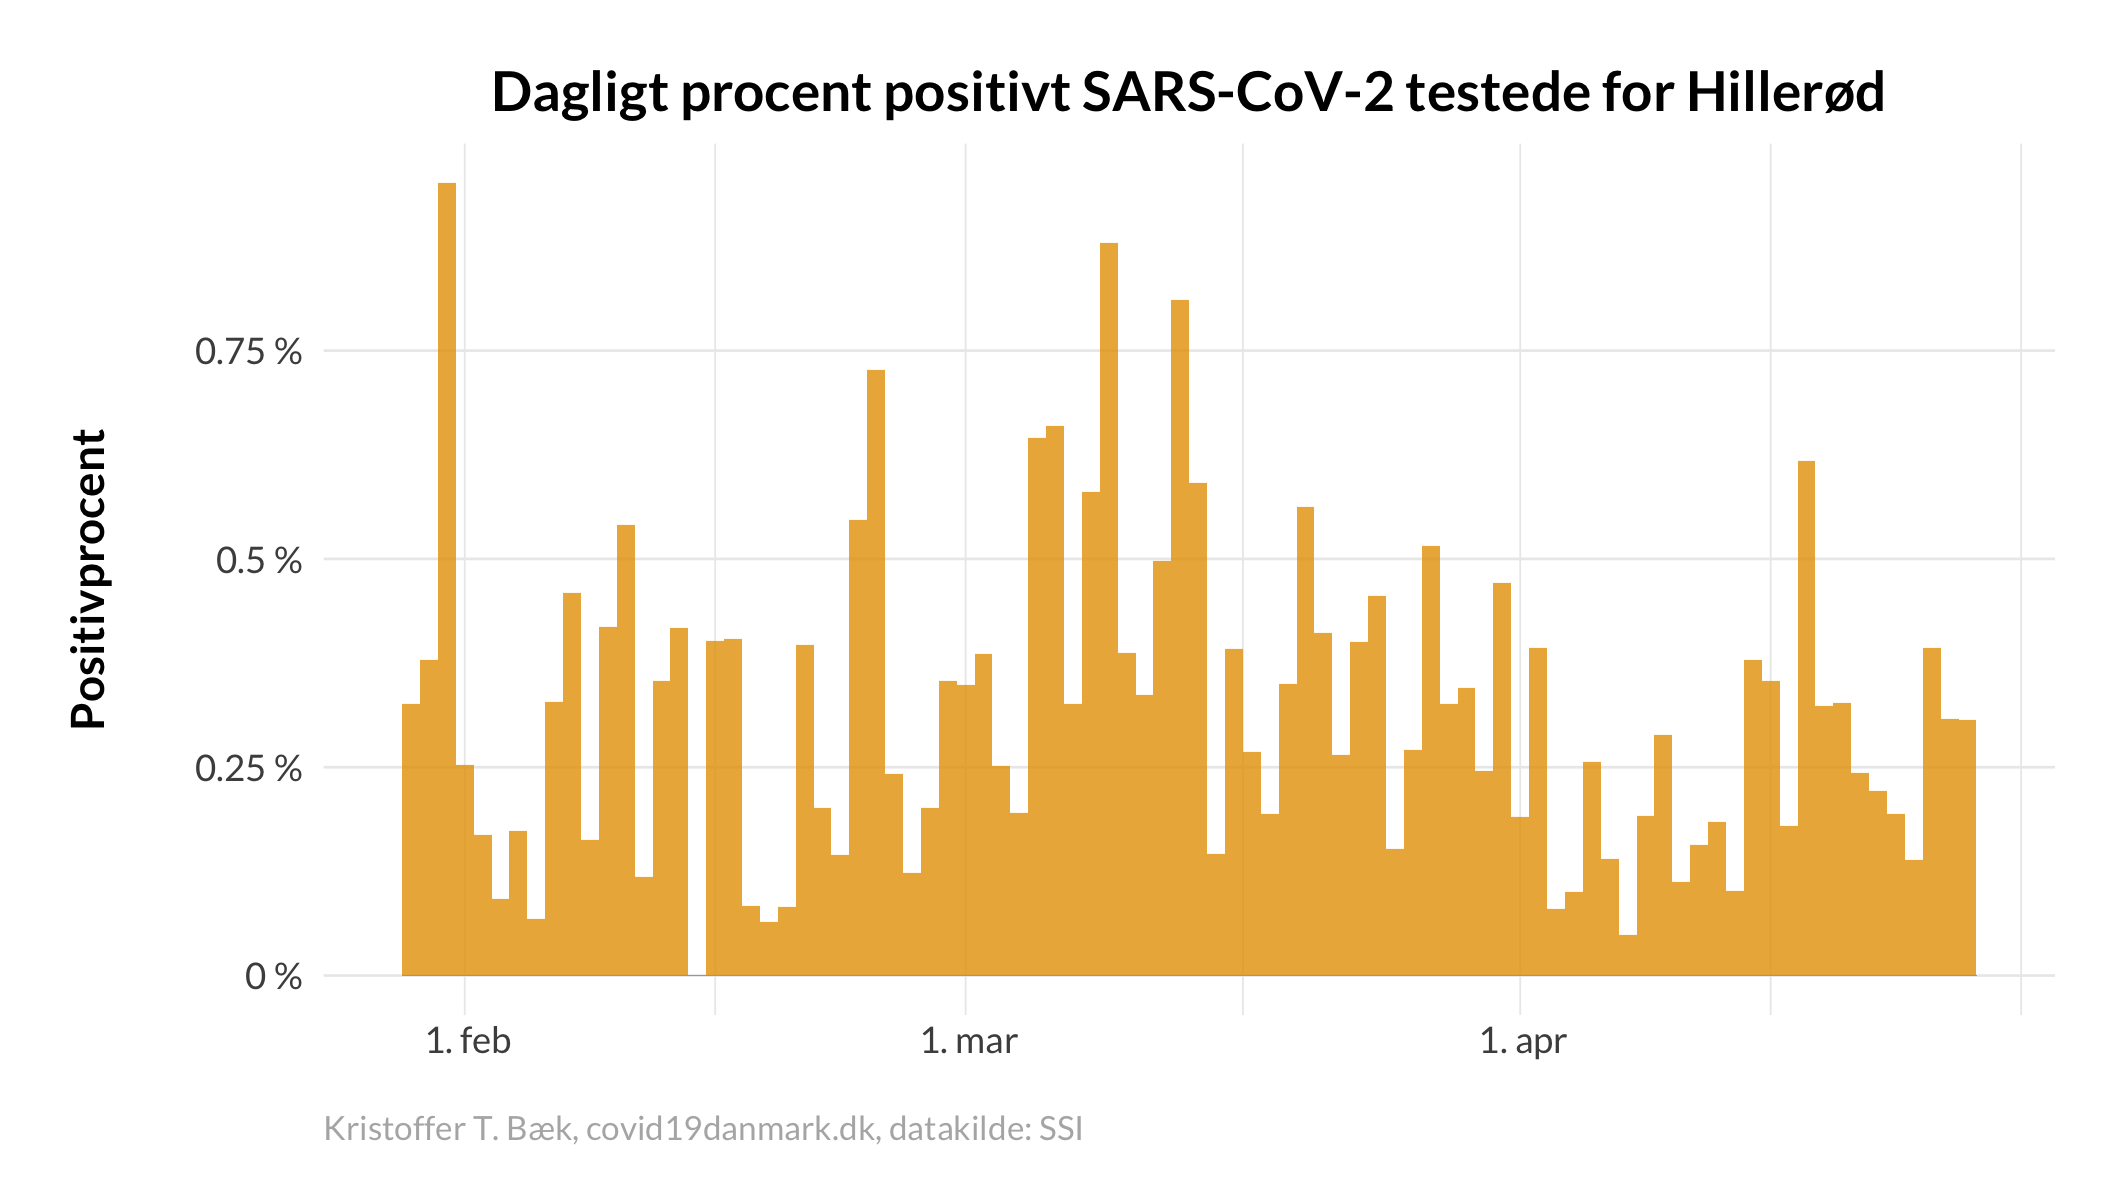 Dagligt procent positivt SARS-CoV-2 testede for Hillerød
Positivprocent
0.75 %
0.5 %
0.25 %
0 %
1. feb
1. mar
1. apr
Kristoffer T. Bæk, covid19danmark.dk, datakilde: SSI